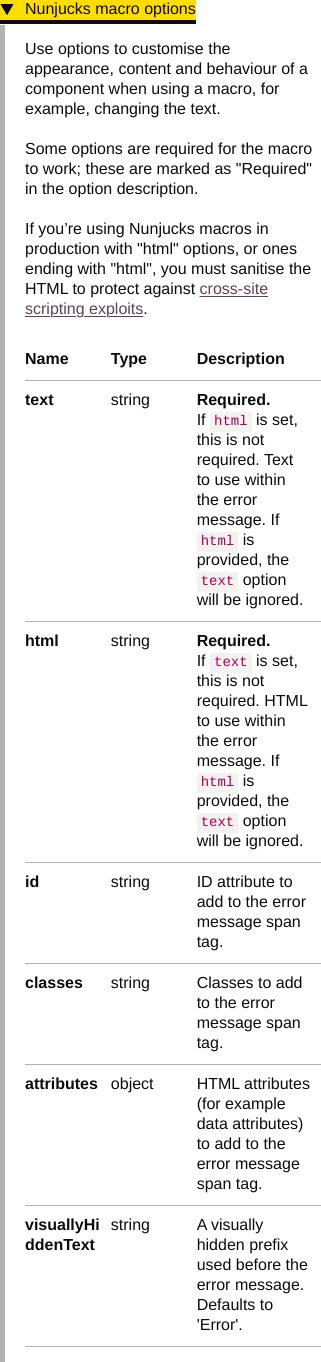 ▼ Nunjucks macro options
Use options to customise the
appearance, content and behaviour of a
component when using a macro, for
example, changing the text.
Some options are required for the macro
to work; these are marked as "Required"
in the option description.
If you’re using Nunjucks macros in
production with "html" options, or ones
ending with "html", you must sanitise the
HTML to protect against cross-site
scripting exploits.
Name Type Description
text string Required.
If html is set,
this is not
required. Text
to use within
the error
message. If
html is
provided, the
text option
will be ignored.
html string Required.
If text is set,
this is not
required. HTML
to use within
the error
message. If
html is
provided, the
text option
will be ignored.
id string ID attribute to
add to the error
message span
tag.
classes string Classes to add
to the error
message span
tag.
attributes object HTML attributes
(for example
data attributes)
to add to the
error message
span tag.
visuallyHi string A visually
ddenText hidden prefix
used before the
error message.
Defaults to
'Error'.